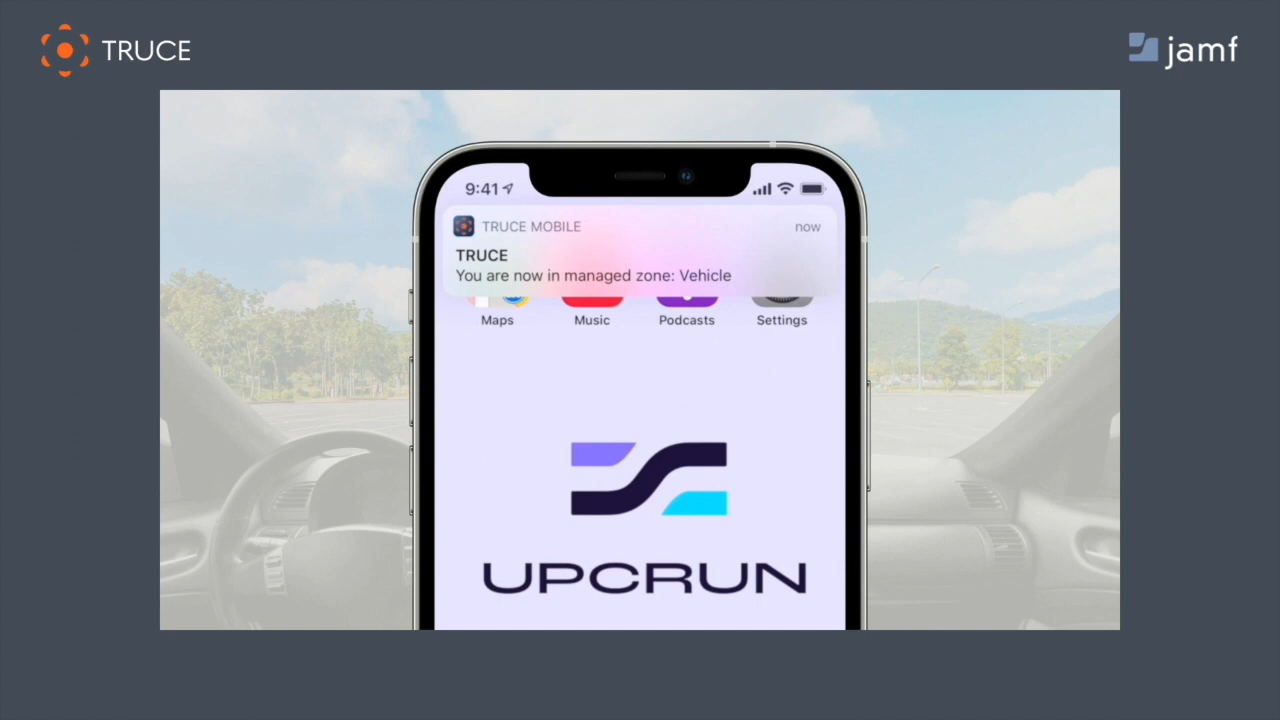 TRUCE
jamf
9:41
TRUCE MOBILE
now
TRUCE
You are now in managed zone: Vehicle
Maps
Music
Podcasts
Settings
UPCRUN